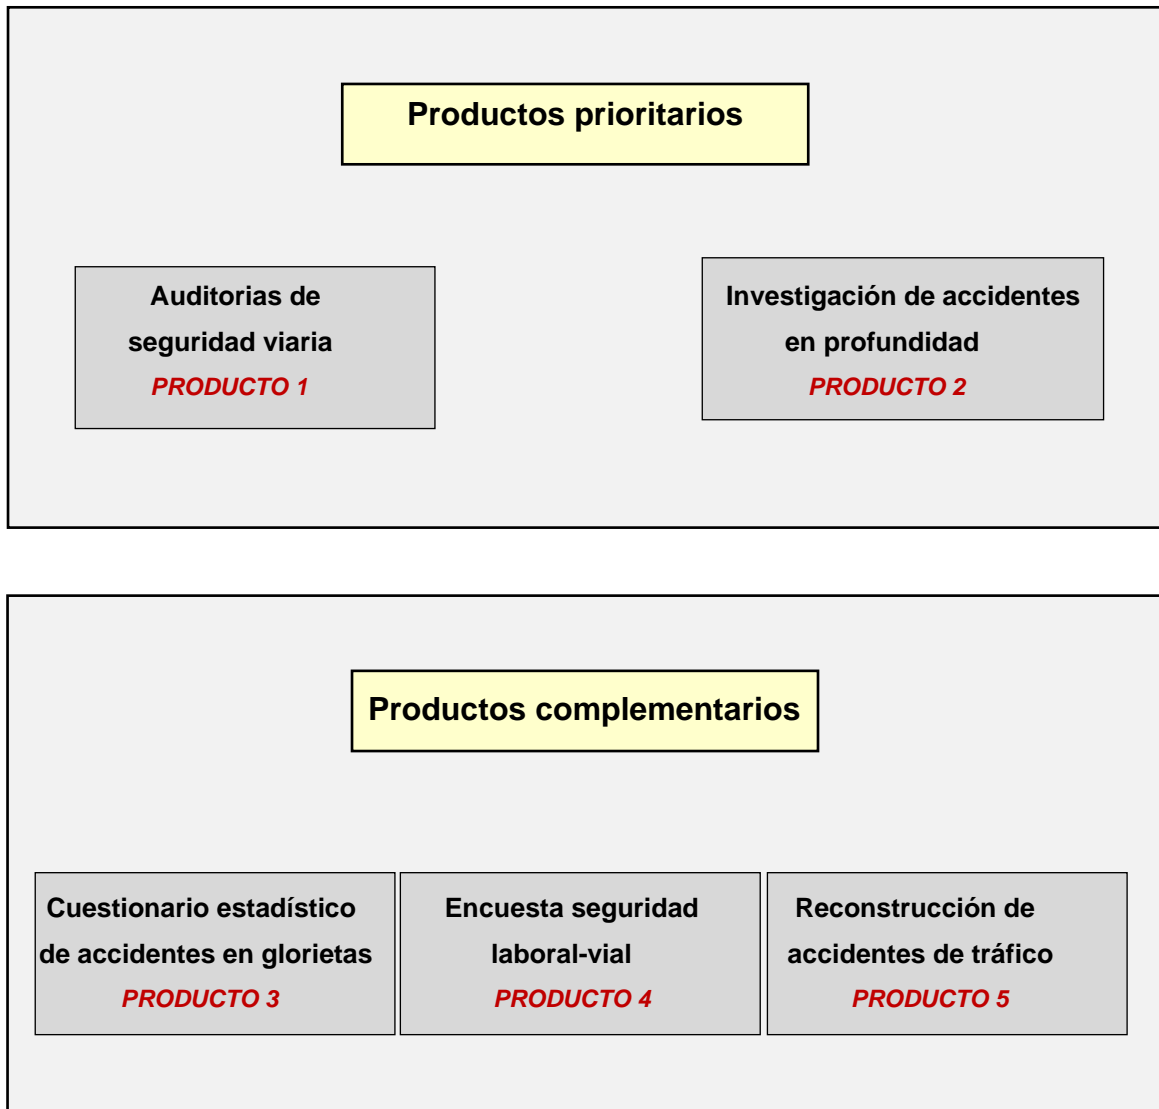 Productos prioritarios
Auditorias de
seguridad viaria
PRODUCTO 1
Investigación de accidentes
en profundidad
PRODUCTO 2
Productos complementarios
Cuestionario estadístico
de accidentes en glorietas
PRODUCTO 3
Encuesta seguridad
laboral-vial
PRODUCTO 4
Reconstrucción de
accidentes de tráfico
PRODUCTO 5